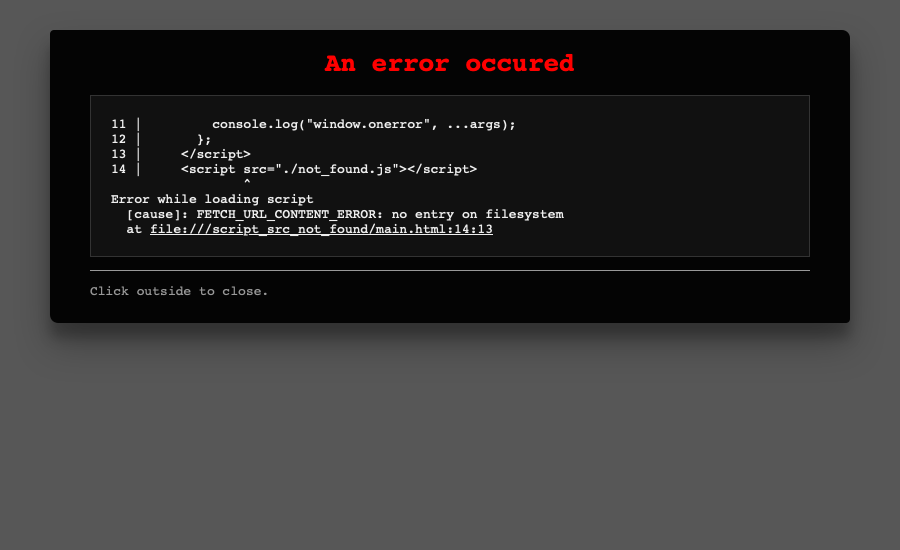 An error occured
11 |         console.log("window.onerror", ...args);
12 |       };
13 |     </script>
14 |     <script src="./not_found.js"></script>
                 ^
Error while loading script
  [cause]: FETCH_URL_CONTENT_ERROR: no entry on filesystem
  at file:///script_src_not_found/main.html:14:13
Click outside to close.